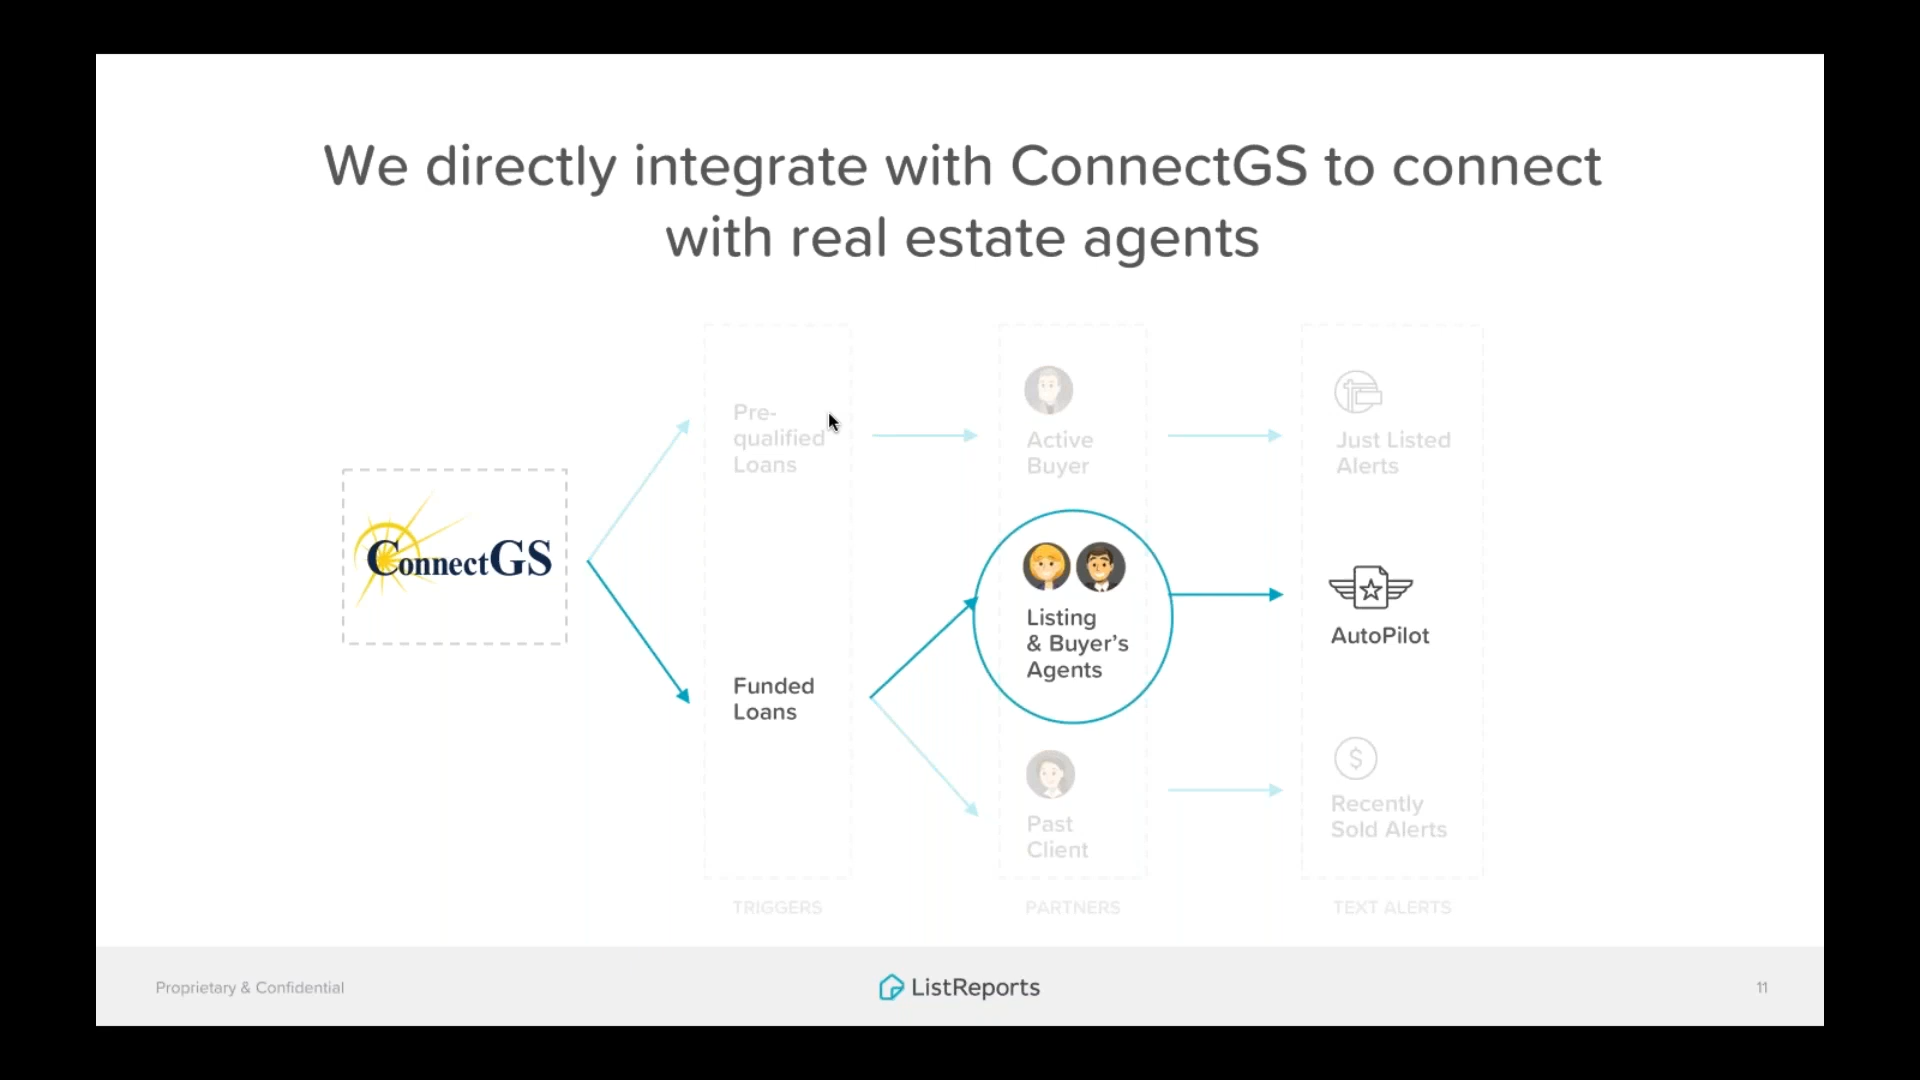 We directly integrate with ConnectGS to connect
with real estate agents
ConnectGS
Pre-
qualified
Loans
Funded
Loans
TRIGGERS
Active
Buyer
Listing
& Buyer’s
Agents
Past
Client
PARTNERS
Just Listed
Alerts
AutoPilot
$
Recently
Sold Alerts
TEXT ALERTS
Proprietary & Confidential
ListReports
11